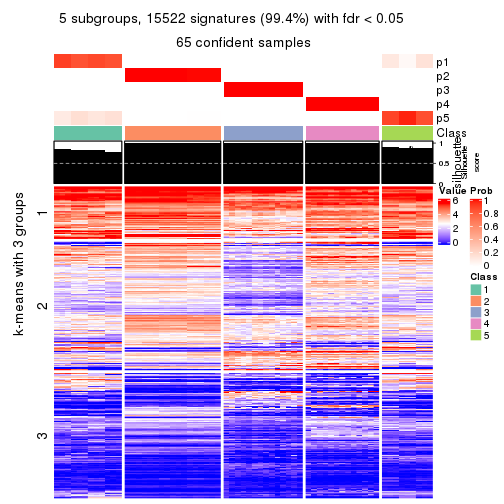 5 subgroups, 15522 signatures (99.4%) with fdr < 0.05
65 confident samples
p1
p2
p3
p4
p5
Class
1
0.5
0
silhouette
Silhouette
score
k-means with 3 groups
1
2
3
Value
6
4
2
0
Prob
1
0.8
0.6
0.4
0.2
0
Class
1
2
3
4
5